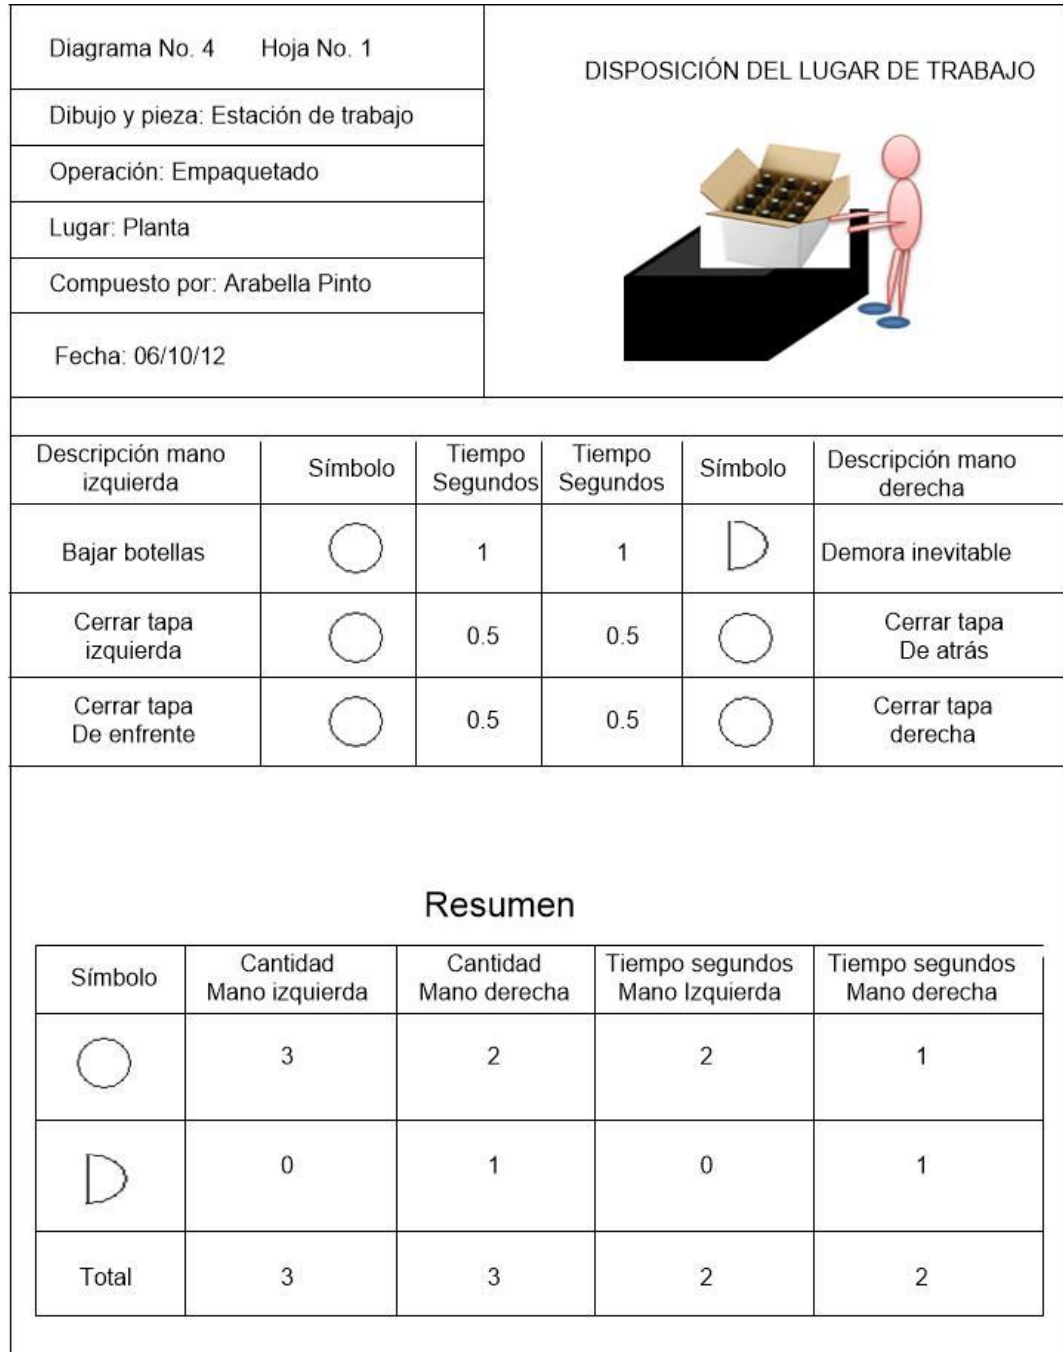 Diagrama No. 4 Hoja No. 1
DISPOSICIÓN DEL LUGAR DE TRABAJO
Dibujo y pieza: Estación de trabajo
Operación: Empaquetado
Lugar: Planta
Compuesto por: Arabella Pinto
Fecha: 06/10/12
Descripción mano
izquierda
Símbolo
Tiempo
Segundos
Tiempo
Segundos
Símbolo
Descripción mano
derecha
Bajar botellas
1
1
Demora inevitable
Cerrar tapa
izquierda
0.5
0.5
Cerrar tapa
De atrás
Cerrar tapa
De enfrente
0.5
0.5
Cerrar tapa
derecha
Resumen
Símbolo
Cantidad
Mano izquierda
Cantidad
Mano derecha
Tiempo segundos
Mano Izquierda
Tiempo segundos
Mano derecha
3
2
2
1
0
1
0
1
Total
3
3
2
2